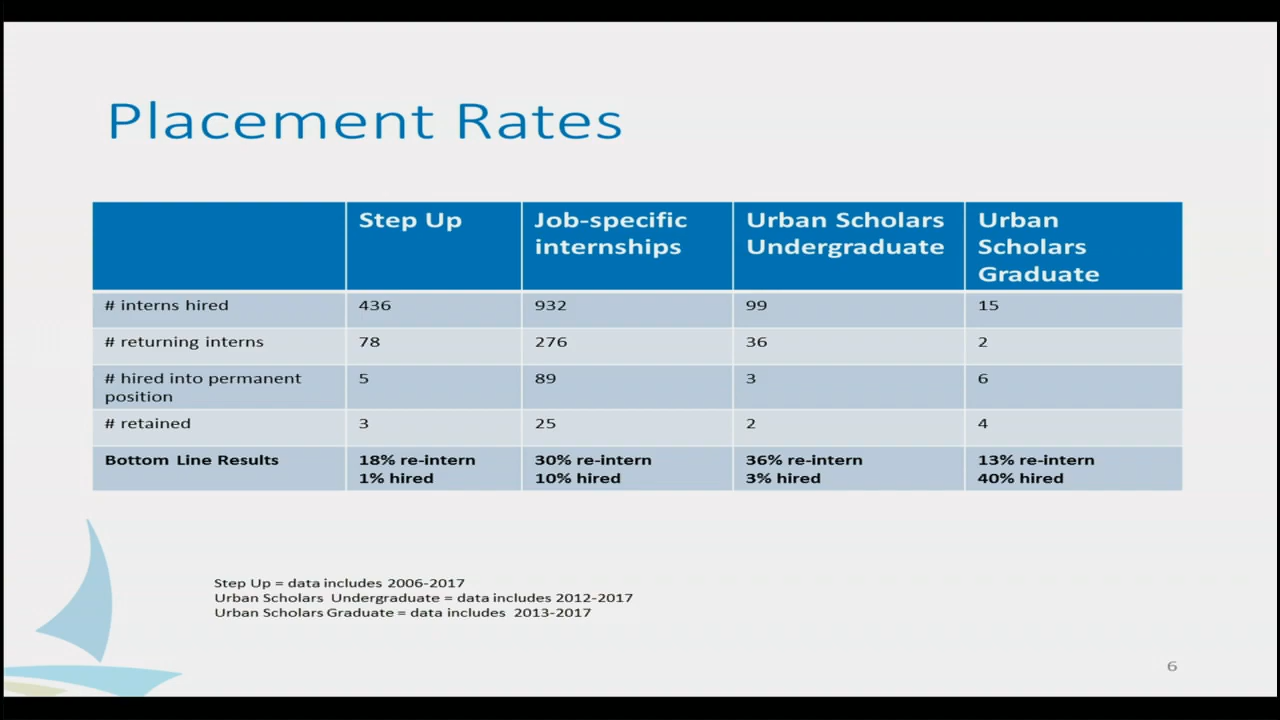 Placement Rates
Step Up
Job-specific internships
Urban Scholars Undergraduate
Urban Scholars Graduate
# interns hired 436 932 99 15
# returning interns 78 276 36 2
# hired into permanent position 5 89 3 6
# retained 3 25 2 4
Bottom Line Results 18% re-intern 30% re-intern 36% re-intern 13% re-intern
1% hired 10% hired 3% hired 40% hired
Step Up = data includes 2006-2017
Urban Scholars Undergraduate = data includes 2012-2017
Urban Scholars Graduate = data includes 2013-2017
6